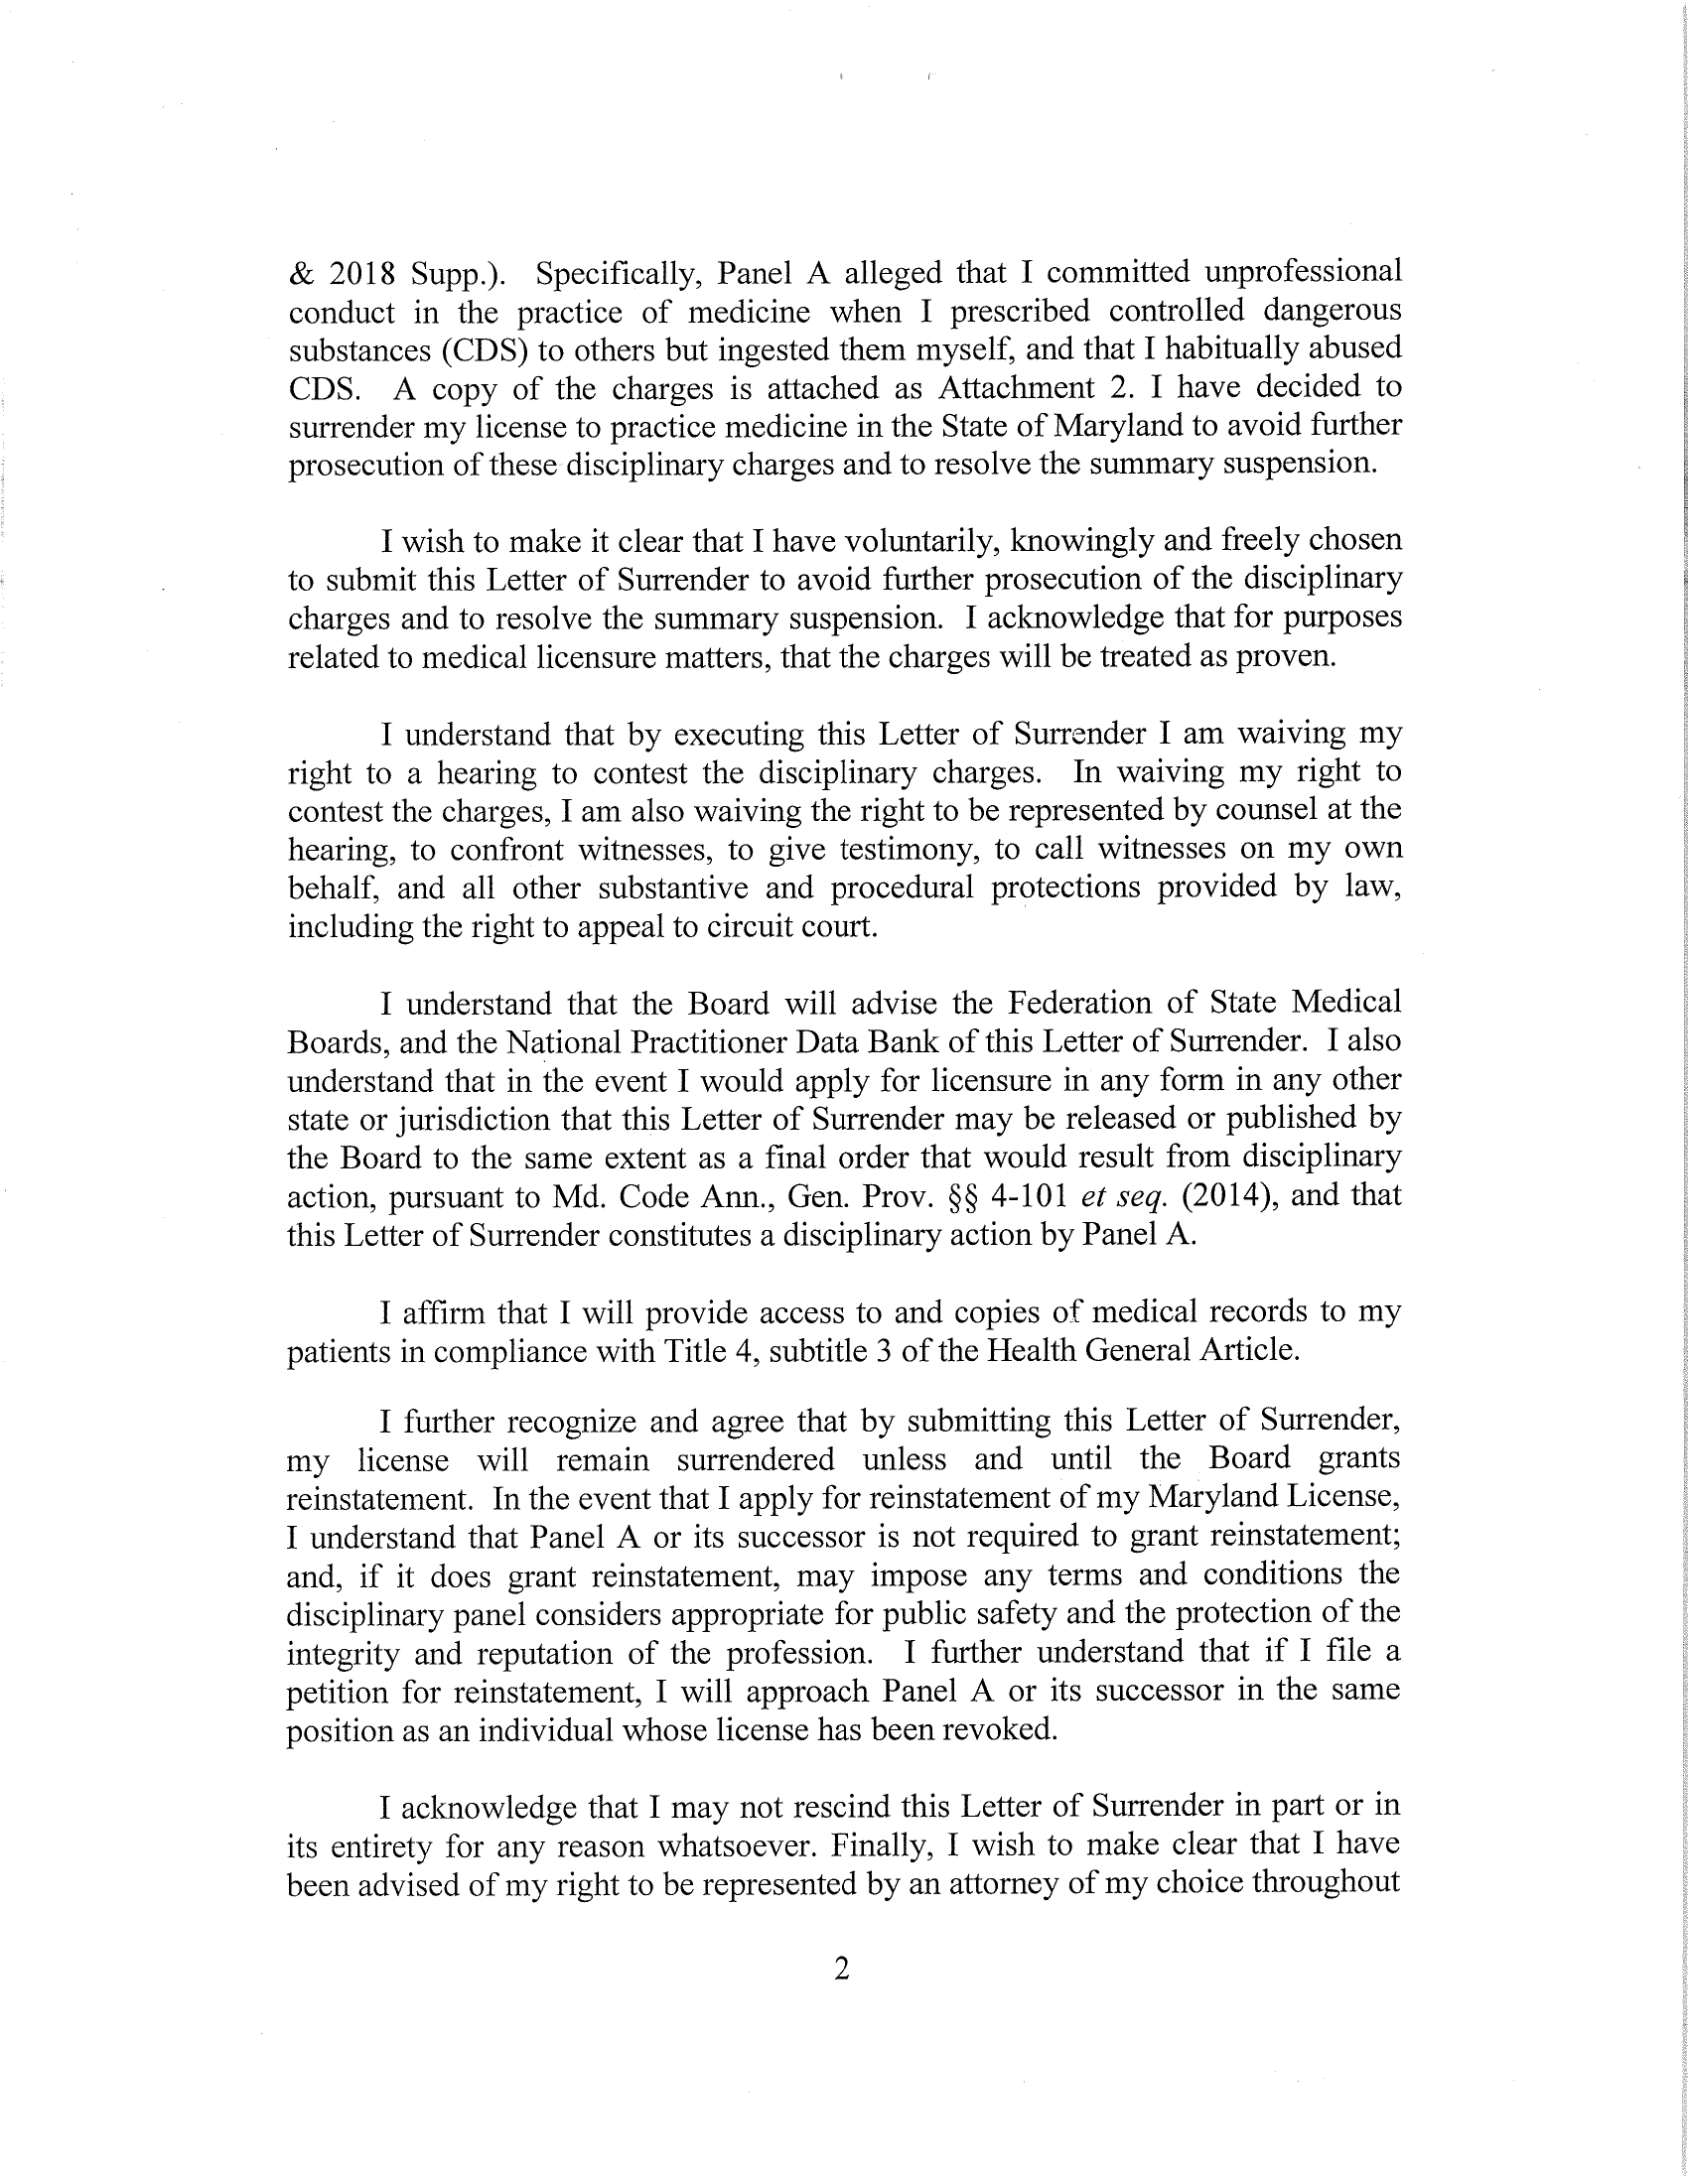 & 2018 Supp.). Specifically, Panel A alleged that I committed unprofessional
conduct in the practice of medicine when I prescribed controlled dangerous
substances (CDS) to others but ingested them myself, and that I habitually abused
CDS. A copy of the charges is attached as Attachment 2. I have decided to
surrender my license to practice medicine in the State of Maryland to avoid further
prosecution of these disciplinary charges and to resolve the summary suspension.
I wish to make it clear that I have voluntarily, knowingly and freely chosen
to submit this Letter of Surrender to avoid further prosecution of the disciplinary
charges and to resolve the summary suspension. I acknowledge that for purposes
related to medical licensure matters, that the charges will be treated as proven.
I understand that by executing this Letter of Surrender I am waiving my
right to a hearing to contest the disciplinary charges. In waiving my right to
contest the charges, I am also waiving the right to be represented by counsel at the
hearing, to confront witnesses, to give testimony, to call witnesses on my own
behalf, and all other substantive and procedural protections provided by law,
including the right to appeal to circuit court.
I understand that the Board will advise the Federation of State Medical
Boards, and the National Practitioner Data Bank of this Letter of Surrender. I also
understand that in the event I would apply for licensure in any form in any other
state or jurisdiction that this Letter of Surrender may be released or published by
the Board to the same extent as a final order that would result from disciplinary
action, pursuant to Md. Code Ann., Gen. Prov. §§ 4-101 et seq. (2014), and that
this Letter of Surrender constitutes a disciplinary action by Panel A.
I affirm that I will provide access to and copies of medical records to my
patients in compliance with Title 4, subtitle 3 of the Health General Article.
I further recognize and agree that by submitting this Letter of Surrender,
my license will remain surrendered unless and until the Board grants
reinstatement. In the event that I apply for reinstatement of my Maryland License,
I understand that Panel A or its successor is not required to grant reinstatement;
and, if it does grant reinstatement, may impose any terms and conditions the
disciplinary panel considers appropriate for public safety and the protection of the
integrity and reputation of the profession. I further understand that if I file a
petition for reinstatement, I will approach Panel A or its successor in the same
position as an individual whose license has been revoked.
I acknowledge that I may not rescind this Letter of Surrender in part or in
its entirety for any reason whatsoever. Finally, I wish to make clear that I have
been advised of my right to be represented by an attorney of my choice throughout
2